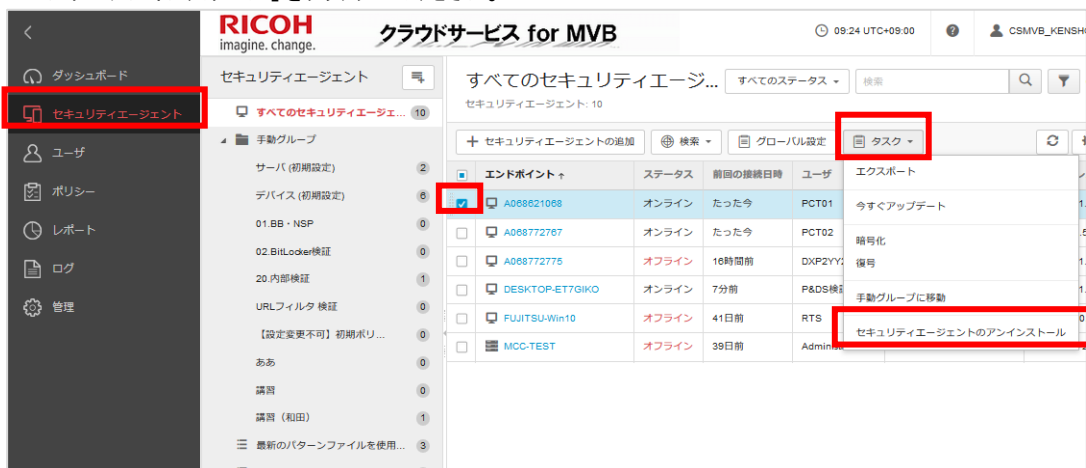 RICOH
imagine. change.
クラウドサービス for MVB
09:24 UTC+09:00
CSMVB_KENSH
ダッシュボード
セキュリティエージェント
ユーザ
ポリシー
レポート
ログ
管理
セキュリティエージェント
すべてのセキュリティエージェ... 10
手動グループ
サーバ (初期設定) 2
デバイス (初期設定) 6
01.BB・NSP 0
02.BitLocker検証 0
20.内部検証 1
URLフィルタ 検証 0
【設定変更不可】初期ポリ... 0
ああ 0
講習 0
講習（和田） 1
最新のパターンファイルを使用... 3
すべてのセキュリティエージ... すべてのステータス 検索
セキュリティエージェント: 10
セキュリティエージェントの追加 検索 グローバル設定 タスク
エンドポイント ↑ ステータス 前回の接続日時 ユーザ
A068621068 オンライン たった今 PCT01
A068772767 オンライン たった今 PCT02
A068772775 オフライン 16時間前 DXP2YY
DESKTOP-ET7GIKO オンライン 7分前 P&DS検
FUJITSU-Win10 オフライン 41日前 RTS
MCC-TEST オフライン 39日前 Admini
エクスポート
今すぐアップデート
暗号化
復号
手動グループに移動
セキュリティエージェントのアンインストール